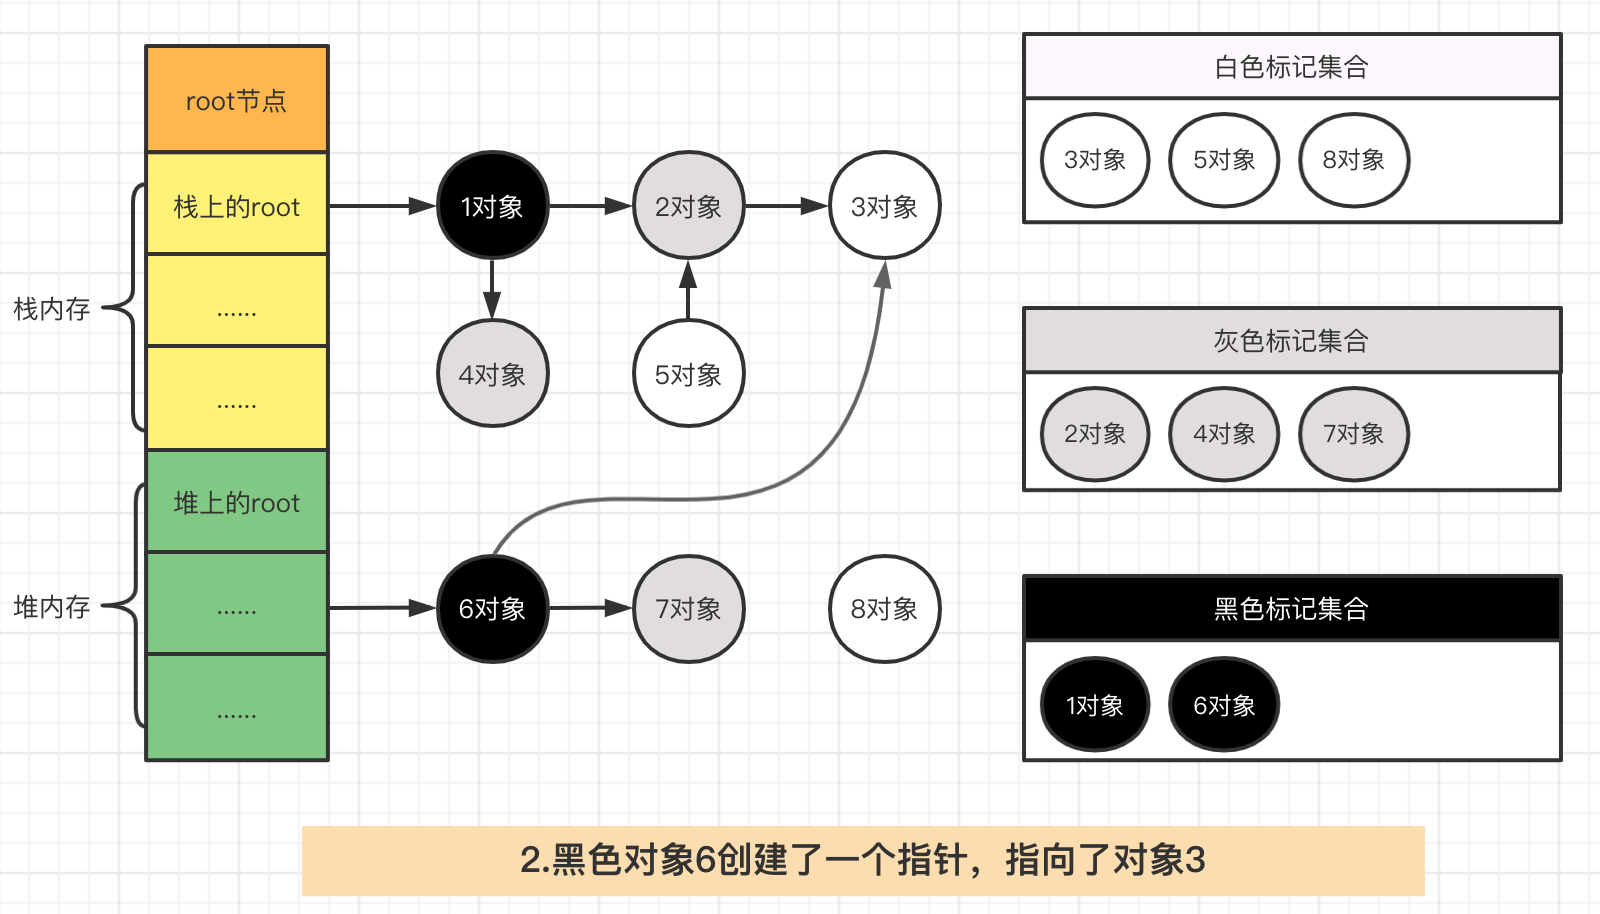 root节点
栈上的root
......
......
堆上的root
......
......
栈内存
堆内存
1对象
2对象
3对象
4对象
5对象
6对象
7对象
8对象
白色标记集合
3对象
5对象
8对象
灰色标记集合
2对象
4对象
7对象
黑色标记集合
1对象
6对象
2.黑色对象6创建了一个指针，指向了对象3